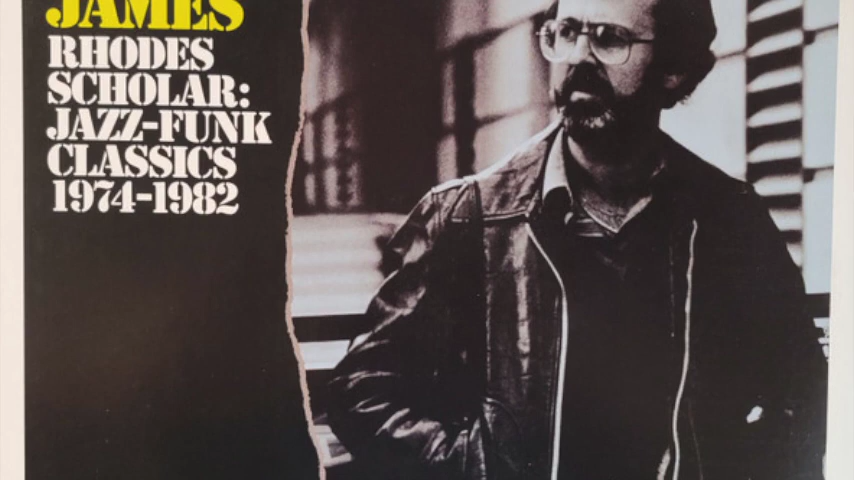 JAMES
RHODES
SCHOLAR:
JAZZ-FUNK
CLASSICS
1974-1982